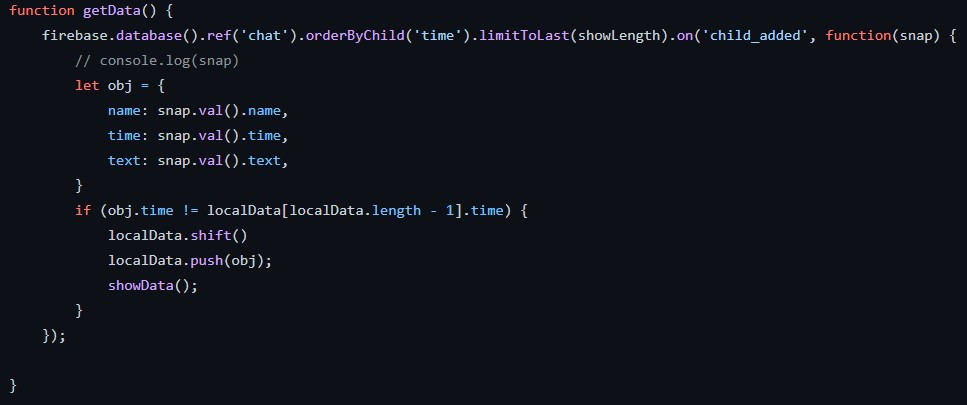 function getData() {
    firebase.database().ref('chat').orderByChild('time').limitToLast(showLength).on('child_added', function(snap) {
        // console.log(snap)
        let obj = {
            name: snap.val().name,
            time: snap.val().time,
            text: snap.val().text,
        }
        if (obj.time != localData[localData.length - 1].time) {
            localData.shift()
            localData.push(obj);
            showData();
        }
    });

}